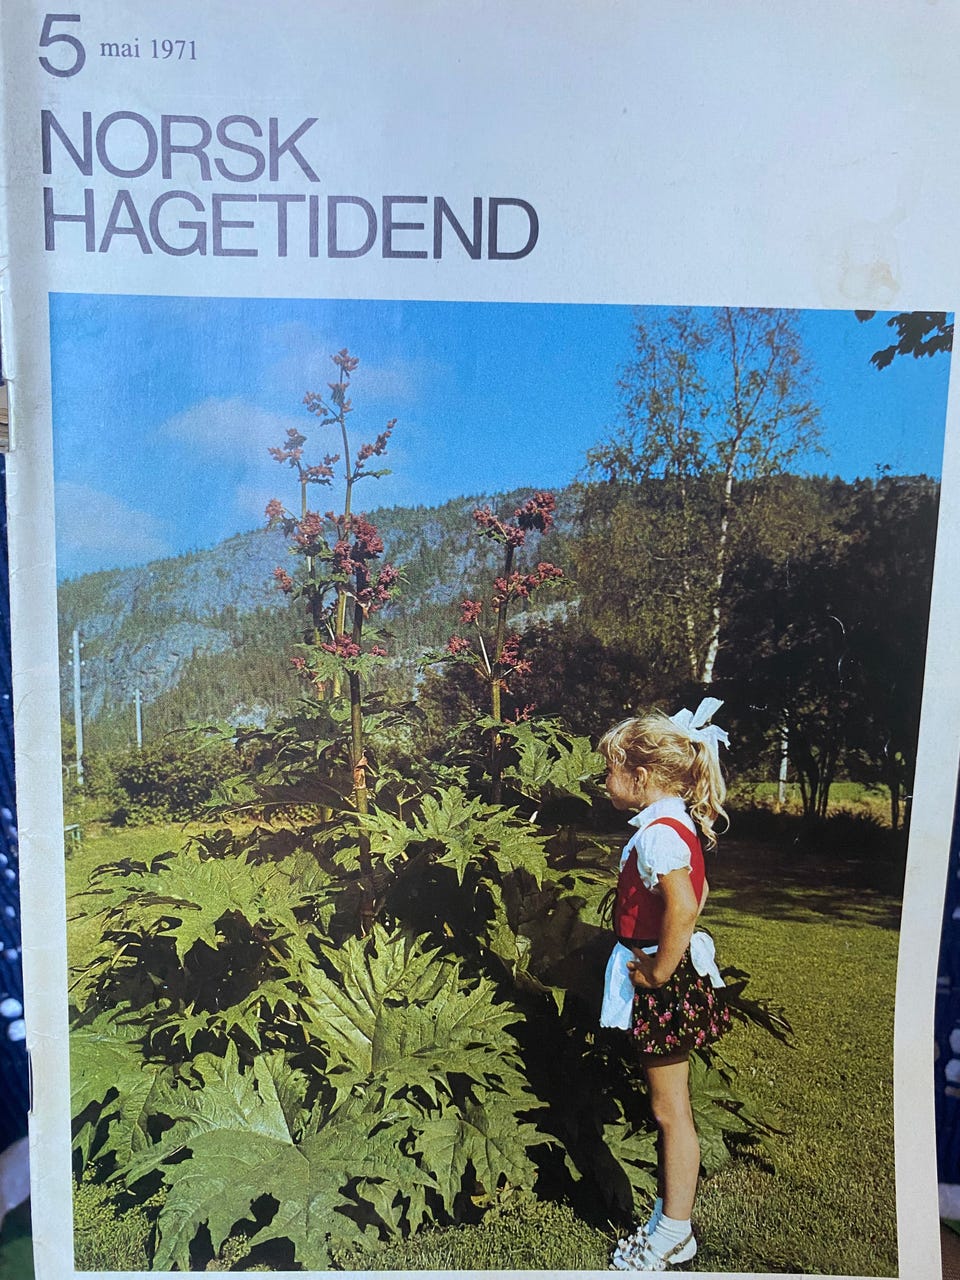 5 mai 1971
NORSK
HAGETIDEND